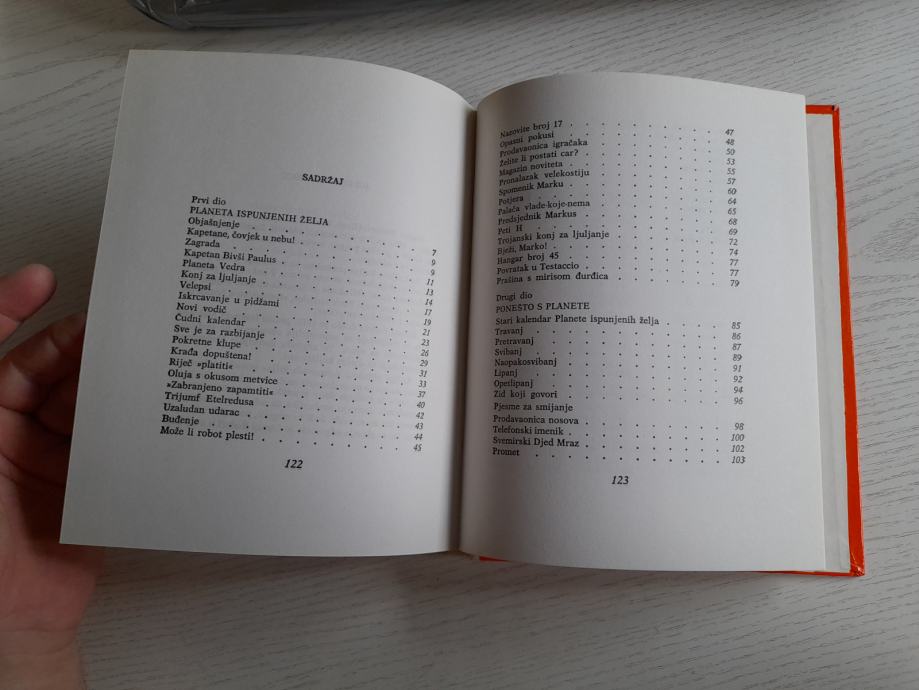 SADRŽAJ
Prvi dio
PLANETA ISPUNJENIH ŽELJA
Objašnjenje . . . . . . . . 7
Kapetane, čovjek u nebu! . . . . . . . . 9
Zagrada . . . . . . . . 9
Kapetan Bivši Paulus . . . . . . . . 11
Planeta Vedra . . . . . . . . 13
Konj za ljuljanje . . . . . . . . 14
Velepsi . . . . . . . . 17
Iskrcavanje u pidžami . . . . . . . . 19
Novi vodič . . . . . . . . 21
Čudni kalendar . . . . . . . . 23
Sve je za razbijanje . . . . . . . . 26
Pokretne klupe . . . . . . . . 29
Krađa dopuštena! . . . . . . . . 31
Riječ »platiti« . . . . . . . . 33
Oluja s okusom metvice . . . . . . . . 37
»Zabranjeno zapamtiti« . . . . . . . . 40
Trijumf Etelredusa . . . . . . . . 42
Uzaludan udarac . . . . . . . . 43
Buđenje . . . . . . . . 44
Može li robot plesti! . . . . . . . . 45
122
Nazovite broj 17 . . . . . . . . 47
Opasni pokusi . . . . . . . . 48
Prodavaonica igračaka . . . . . . . . 50
Želite li postati car? . . . . . . . . 53
Magazin noviteta . . . . . . . . 55
Pronalazak velekostiju . . . . . . . . 57
Spomenik Marku . . . . . . . . 60
Potjera . . . . . . . . 64
Palača vlade-koje-nema . . . . . . . . 65
Predsjednik Markus . . . . . . . . 68
Peti H . . . . . . . . 69
Trojanski konj za ljuljanje . . . . . . . . 72
Bježi, Marko! . . . . . . . . 74
Hangar broj 45 . . . . . . . . 77
Povratak u Testaccio . . . . . . . . 77
Prašina s mirisom đurđica . . . . . . . . 79
Drugi dio
PONEŠTO S PLANETE
Stari kalendar Planete ispunjenih želja . . . . 85
Travanj . . . . . . . . 86
Pretravanj . . . . . . . . 87
Svibanj . . . . . . . . 89
Naopakosvibanj . . . . . . . . 91
Lipanj . . . . . . . . 92
Opetlipanj . . . . . . . . 94
Zid koji govori . . . . . . . . 96
Pjesme za smijanje
Prodavaonica nosova . . . . . . . . 98
Telefonski imenik . . . . . . . . 100
Svemirski Djed Mraz . . . . . . . . 102
Promet . . . . . . . . 103
123